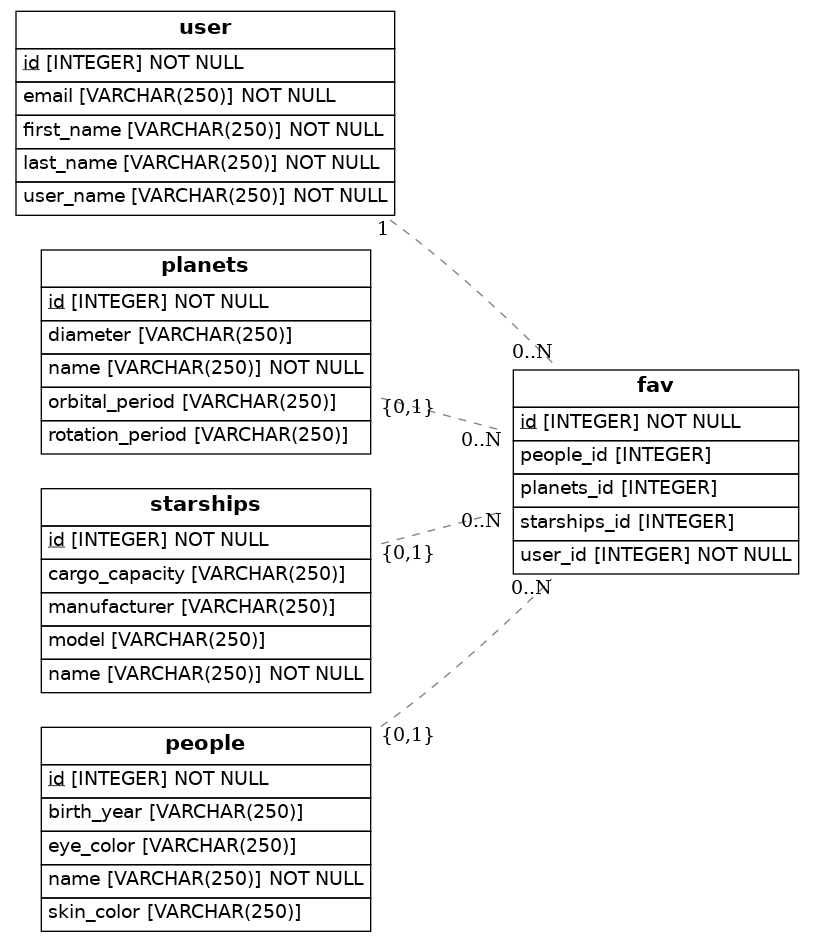 user
id [INTEGER] NOT NULL
email [VARCHAR(250)] NOT NULL
first_name [VARCHAR(250)] NOT NULL
last_name [VARCHAR(250)] NOT NULL
user_name [VARCHAR(250)] NOT NULL
1
planets
id [INTEGER] NOT NULL
diameter [VARCHAR(250)]
name [VARCHAR(250)] NOT NULL
orbital_period [VARCHAR(250)]
rotation_period [VARCHAR(250)]
{0,1}
starships
id [INTEGER] NOT NULL
cargo_capacity [VARCHAR(250)]
manufacturer [VARCHAR(250)]
model [VARCHAR(250)]
name [VARCHAR(250)] NOT NULL
{0,1}
people
id [INTEGER] NOT NULL
birth_year [VARCHAR(250)]
eye_color [VARCHAR(250)]
name [VARCHAR(250)] NOT NULL
skin_color [VARCHAR(250)]
{0,1}
0..N
0..N
0..N
0..N
fav
id [INTEGER] NOT NULL
people_id [INTEGER]
planets_id [INTEGER]
starships_id [INTEGER]
user_id [INTEGER] NOT NULL